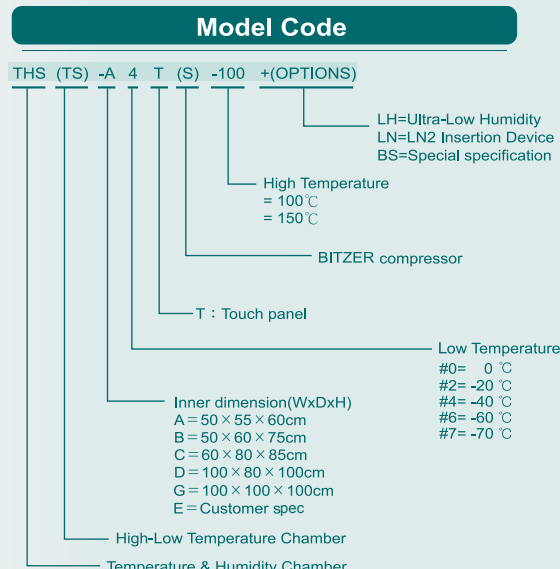 Model Code
THS (TS) -A 4 T (S) -100 +(OPTIONS)
LH=Ultra-Low Humidity
LN=LN2 Insertion Device
BS=Special specification
High Temperature
= 100℃
= 150℃
BITZER compressor
T：Touch panel
Low Temperature
#0= 0 ℃
#2= -20 ℃
#4= -40 ℃
#6= -60 ℃
#7= -70 ℃
Inner dimension(WxDxH)
A＝50×55×60cm
B＝50×60×75cm
C＝60×80×85cm
D＝100×80×100cm
G＝100×100×100cm
E＝Customer spec
High-Low Temperature Chamber
Temperature & Humidity Chamber